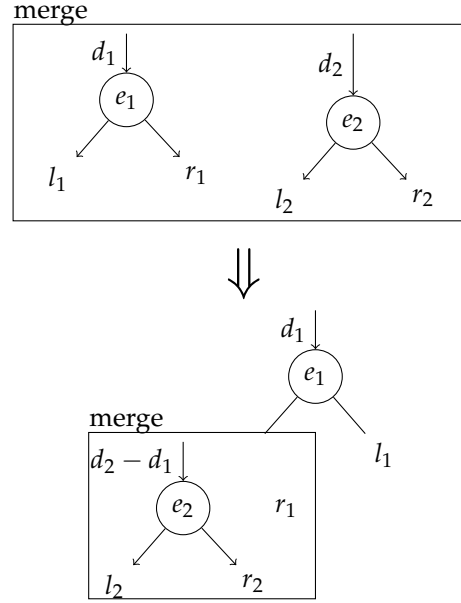 merge
d₁
d₂
e₁
e₂
l₁
r₁
l₂
r₂
⇓
d₁
e₁
merge
l₁
d₂ − d₁
e₂
r₁
l₂
r₂